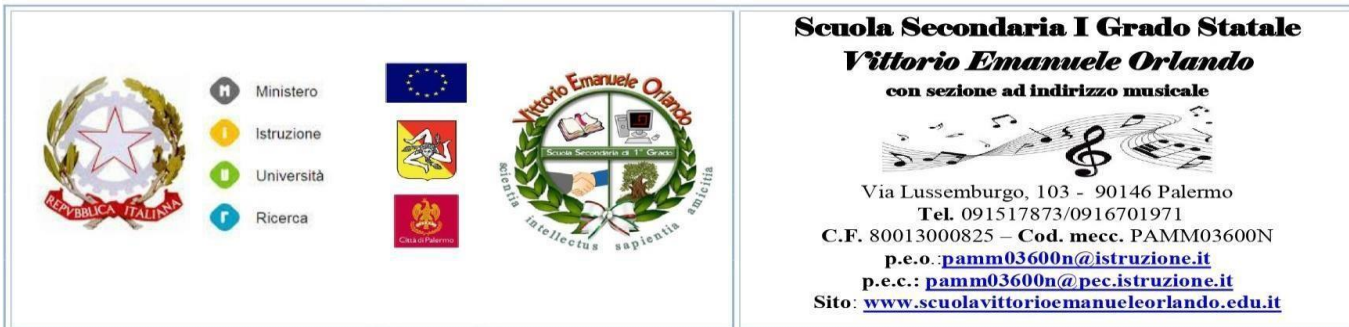 Ministero
Istruzione
Università
Ricerca
REPVBBLICA ITALIANA
Città di Palermo
Vittorio Emanuele Orlando
Scuola Secondaria di 1° Grado
scientia intellectus sapientia amicitia
Scuola Secondaria I Grado Statale
Vittorio Emanuele Orlando
con sezione ad indirizzo musicale
Via Lussemburgo, 103 - 90146 Palermo
Tel. 091517873/0916701971
C.F. 80013000825 – Cod. mecc. PAMM03600N
p.e.o.:pamm03600n@istruzione.it
p.e.c.: pamm03600n@pec.istruzione.it
Sito: www.scuolavittorioemanueleorlando.edu.it